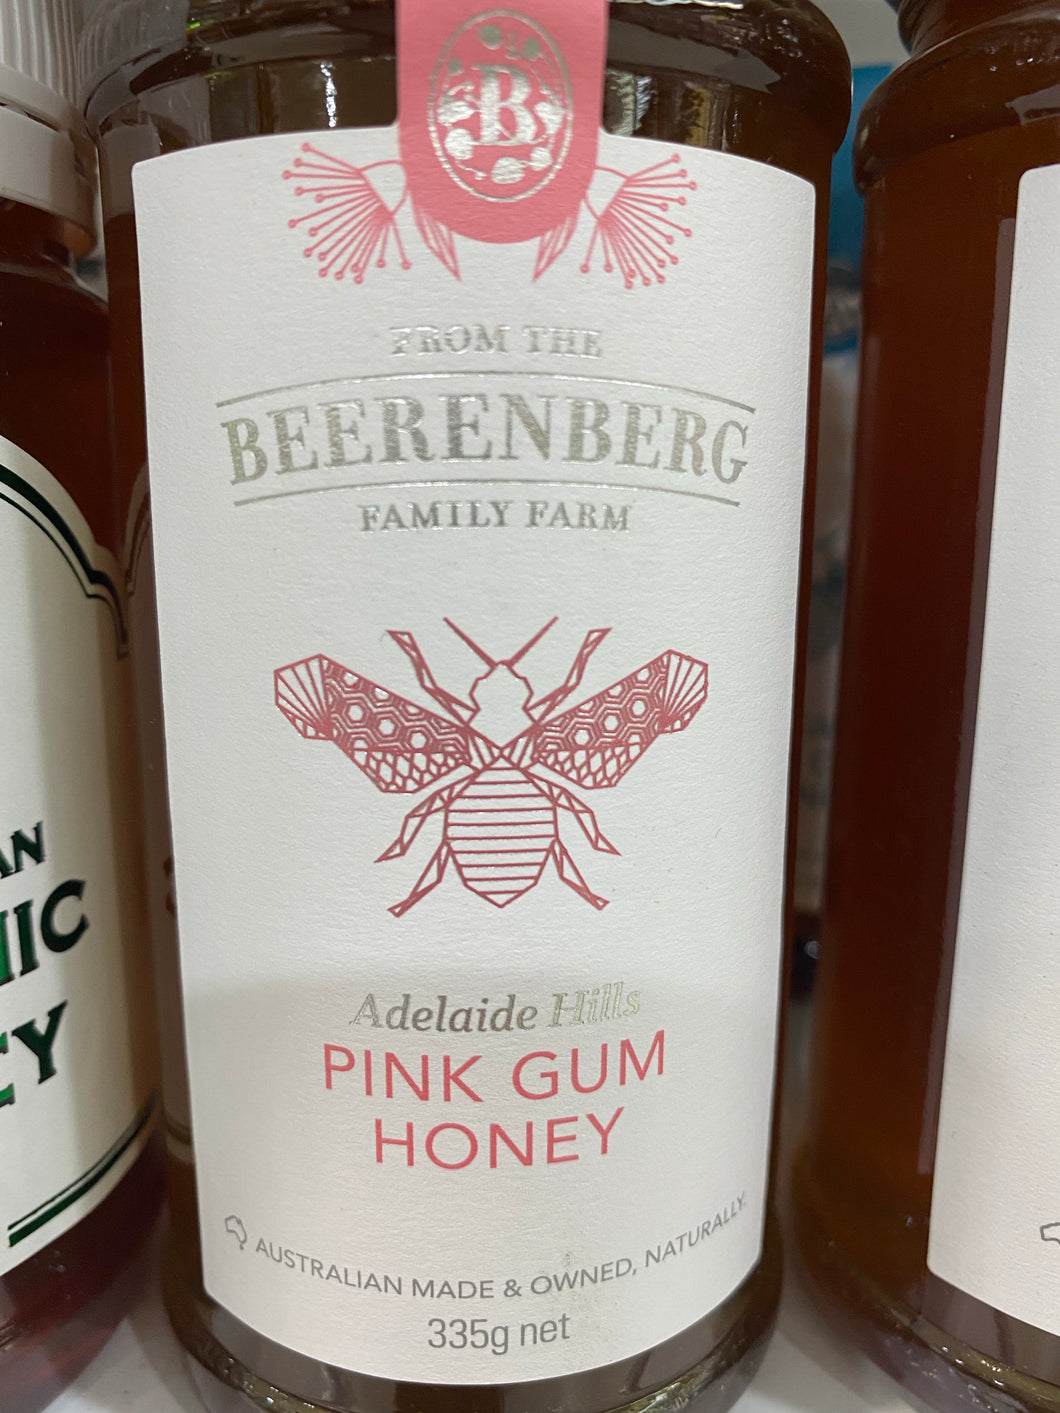 B
FROM THE
BEERENBERG
FAMILY FARM
Adelaide Hills
PINK GUM
HONEY
AUSTRALIAN MADE & OWNED, NATURALLY.
335g net